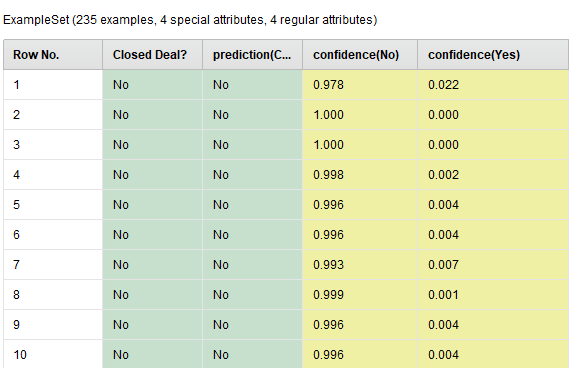 ExampleSet (235 examples, 4 special attributes, 4 regular attributes)
Row No. Closed Deal? prediction(C... confidence(No) confidence(Yes)
1 No No 0.978 0.022
2 No No 1.000 0.000
3 No No 1.000 0.000
4 No No 0.998 0.002
5 No No 0.996 0.004
6 No No 0.996 0.004
7 No No 0.993 0.007
8 No No 0.999 0.001
9 No No 0.996 0.004
10 No No 0.996 0.004